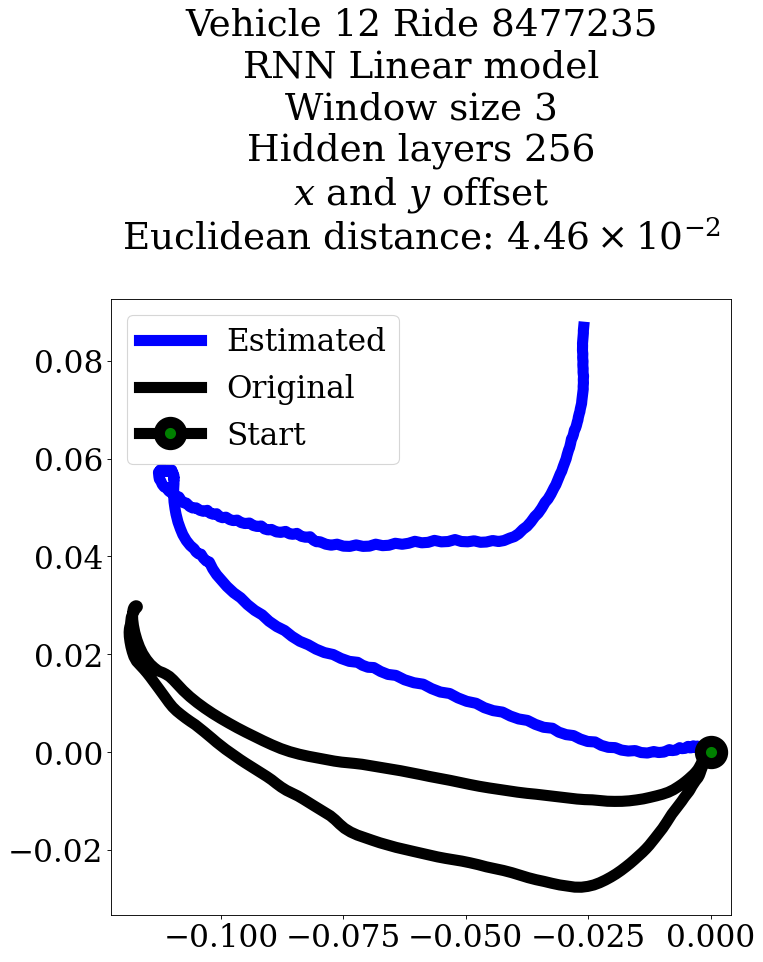 Vehicle 12 Ride 8477235
RNN Linear model
Window size 3
Hidden layers 256
x and y offset
Euclidean distance: 4.46 × 10⁻²
Estimated
Original
Start
0.08
0.06
0.04
0.02
0.00
−0.02
−0.100 −0.075 −0.050 −0.025 0.000